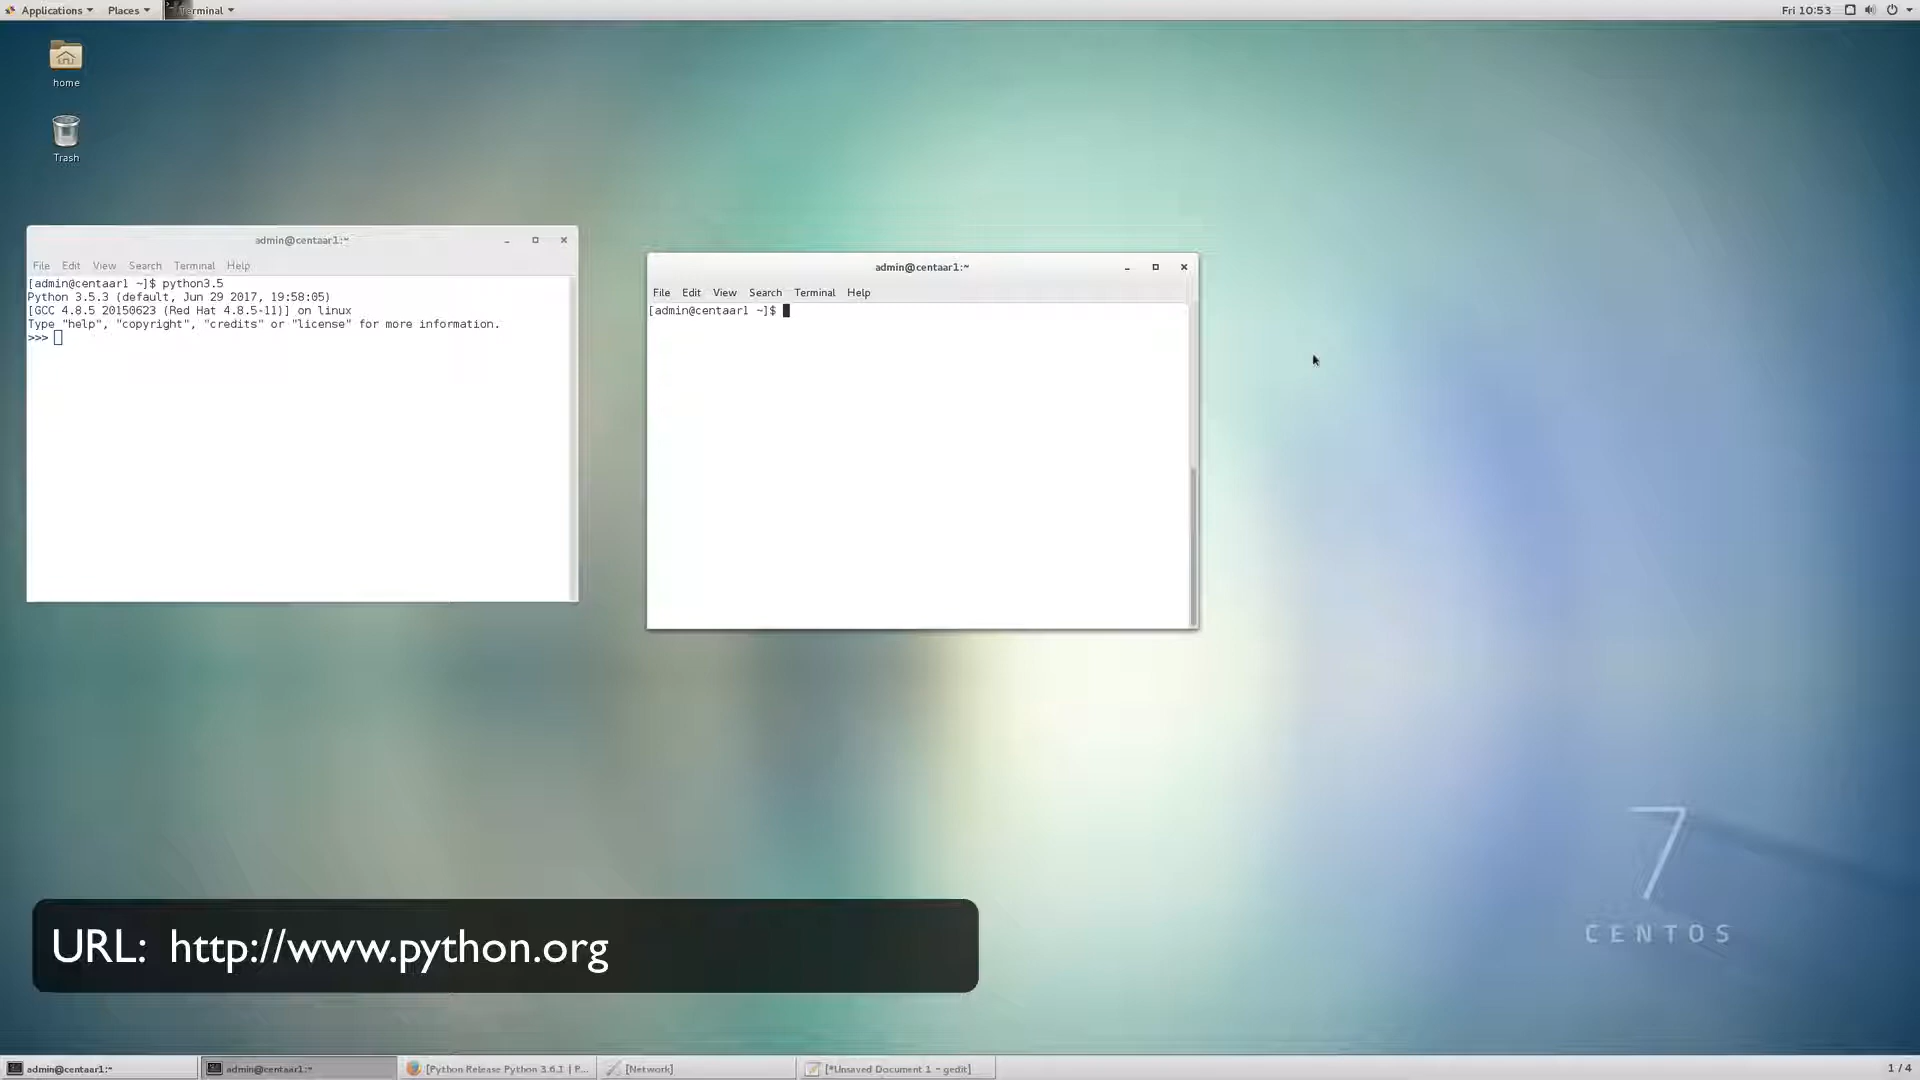 Applications Places Terminal Fri 10:53
home
Trash
admin@centaar1:~
File Edit View Search Terminal Help
[admin@centaar1 ~]$ python3.5
Python 3.5.3 (default, Jun 29 2017, 19:58:05)
[GCC 4.8.5 20150623 (Red Hat 4.8.5-11)] on linux
Type "help", "copyright", "credits" or "license" for more information.
>>>
admin@centaar1:~
File Edit View Search Terminal Help
[admin@centaar1 ~]$
7
CENTOS
URL: http://www.python.org
admin@centaar1:~ admin@centaar1:~ [Python Release Python 3.6.1 | P... [Network] [*Unsaved Document 1 - gedit] 1 / 4